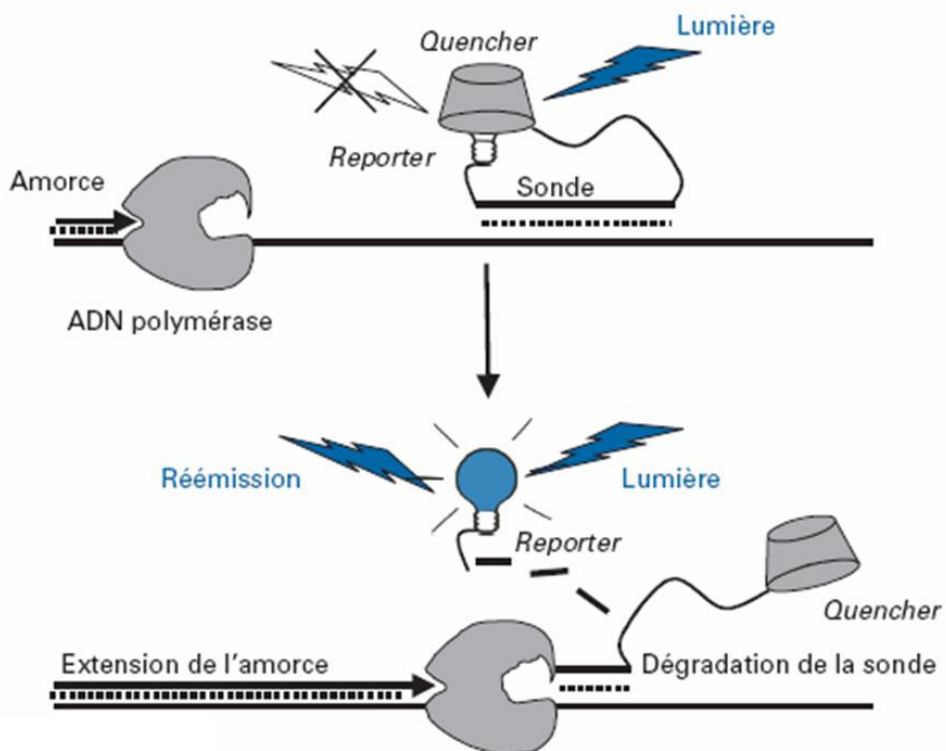 Quencher
Lumière
Reporter
Amorce
Sonde
ADN polymérase
Réémission
Lumière
Reporter
Quencher
Extension de l'amorce
Dégradation de la sonde